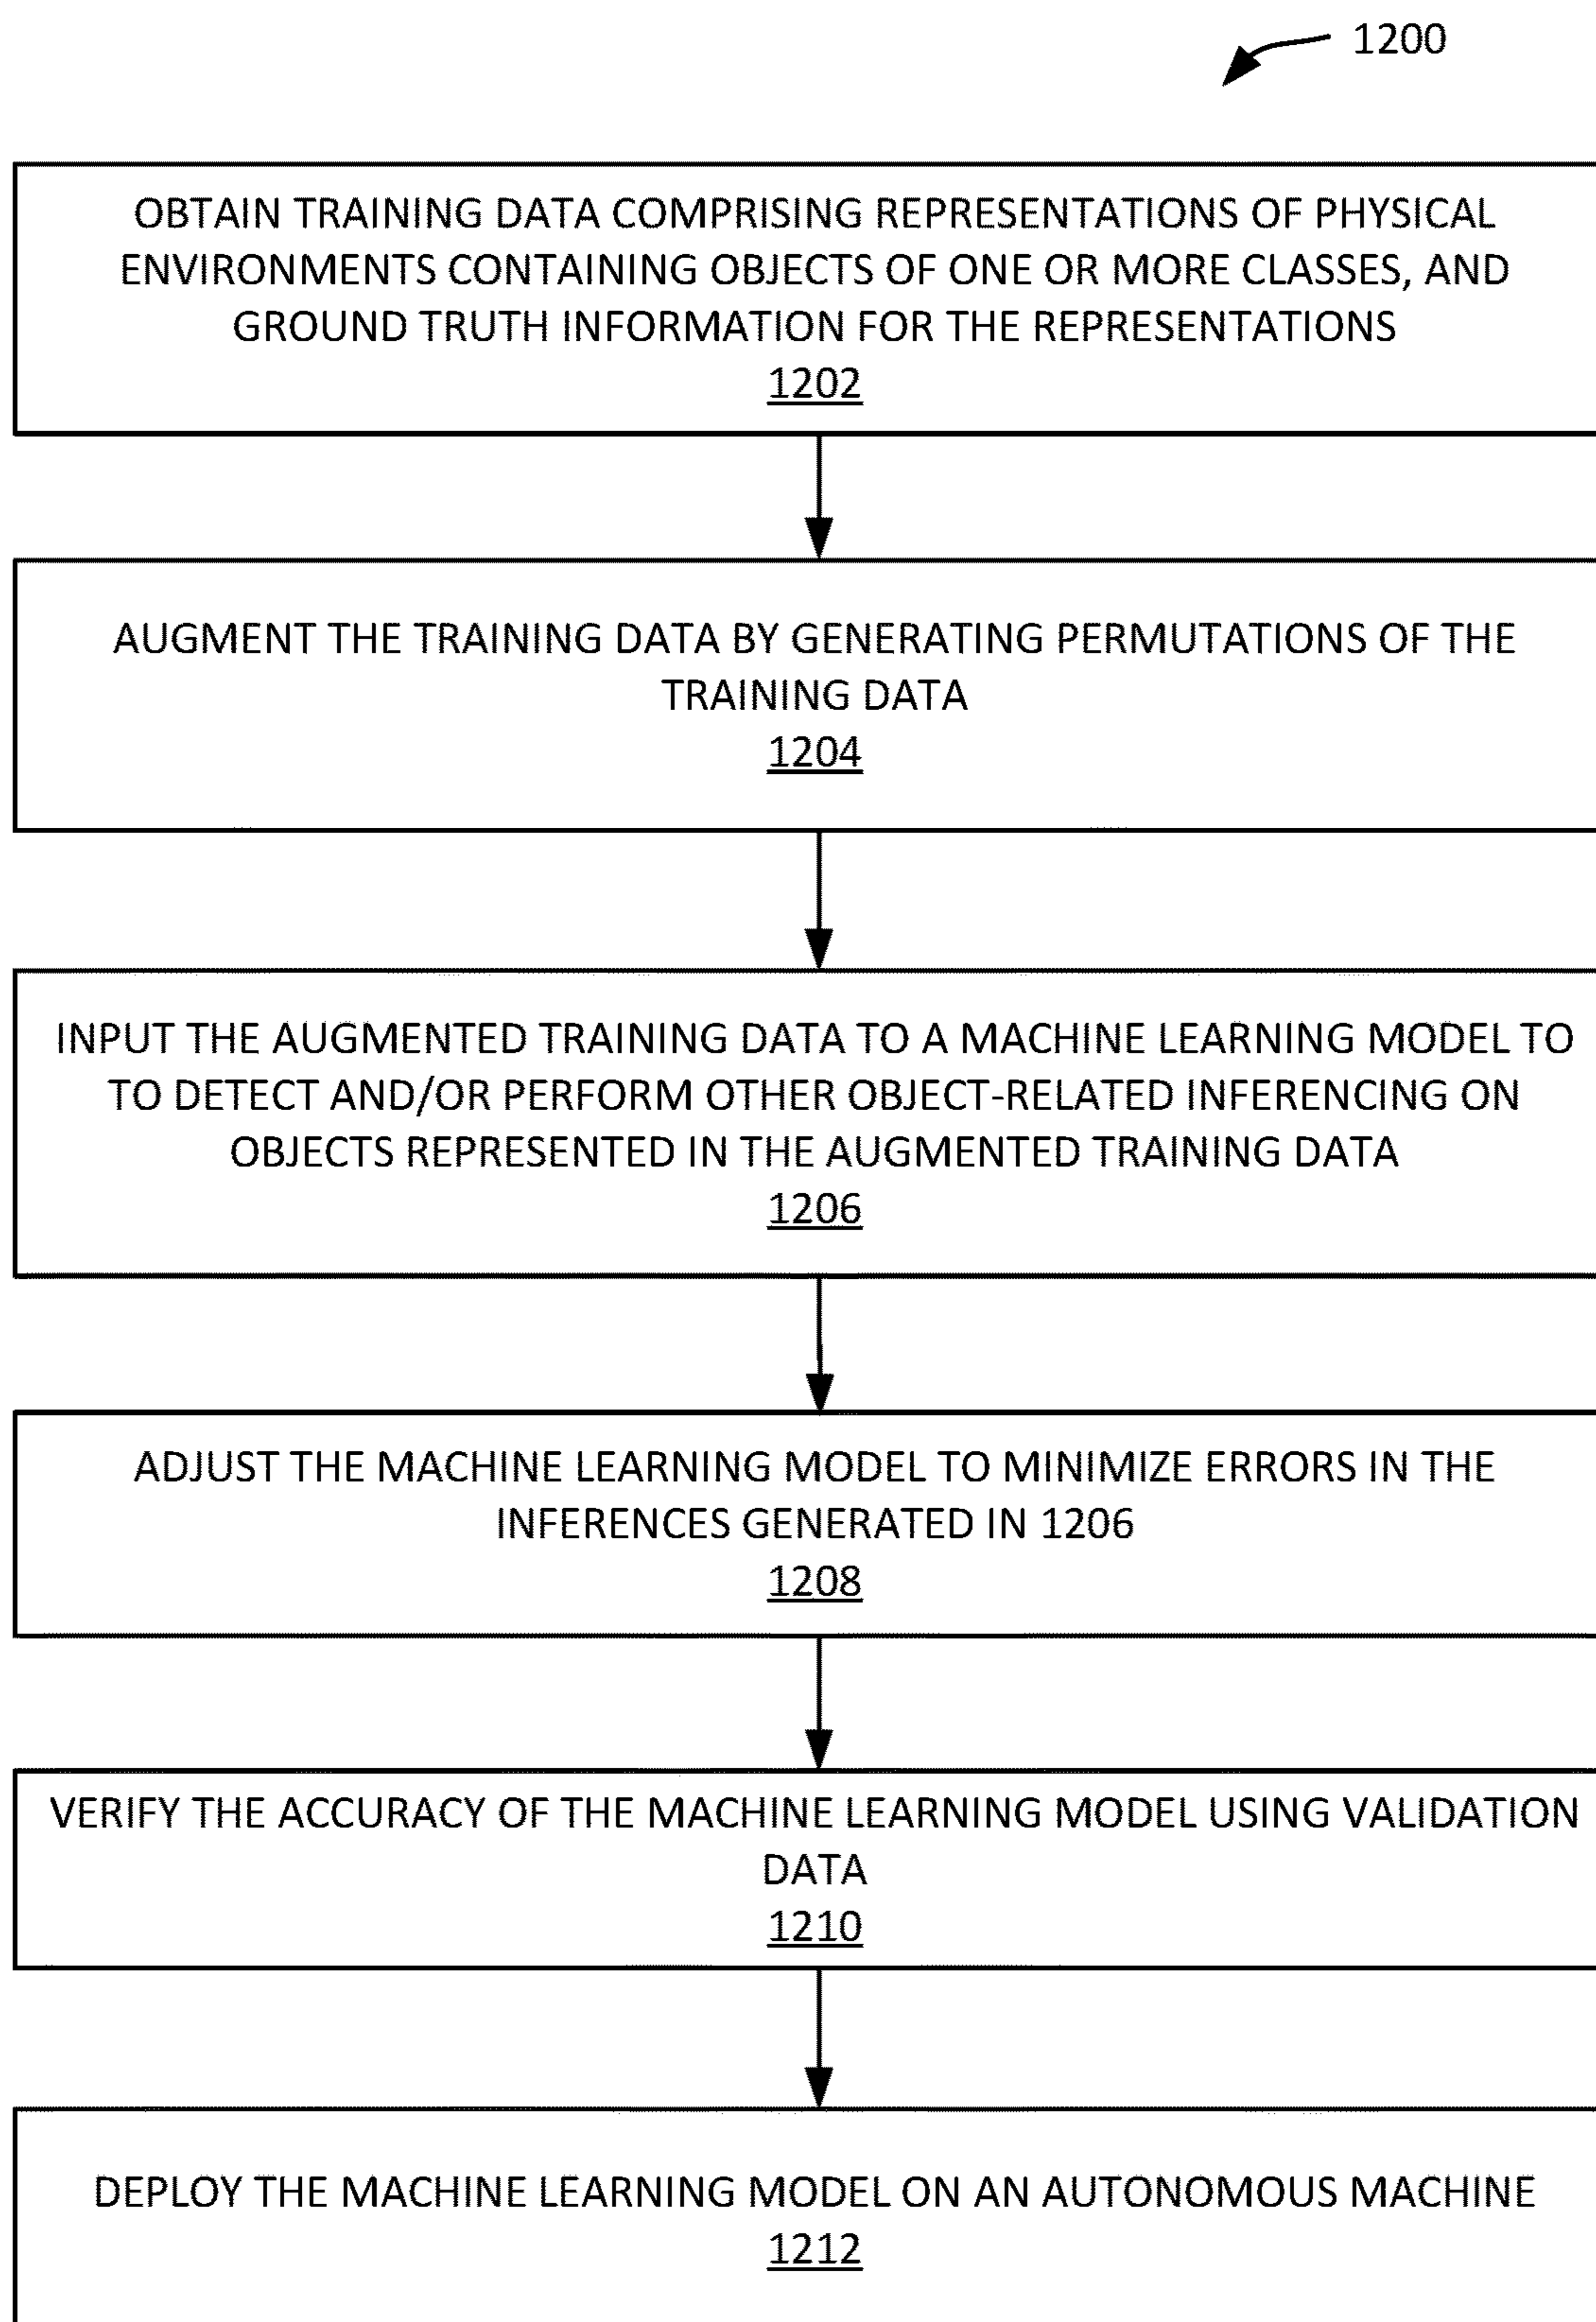 1200
OBTAIN TRAINING DATA COMPRISING REPRESENTATIONS OF PHYSICAL
ENVIRONMENTS CONTAINING OBJECTS OF ONE OR MORE CLASSES, AND
GROUND TRUTH INFORMATION FOR THE REPRESENTATIONS
1202
AUGMENT THE TRAINING DATA BY GENERATING PERMUTATIONS OF THE
TRAINING DATA
1204
INPUT THE AUGMENTED TRAINING DATA TO A MACHINE LEARNING MODEL TO
TO DETECT AND/OR PERFORM OTHER OBJECT-RELATED INFERENCING ON
OBJECTS REPRESENTED IN THE AUGMENTED TRAINING DATA
1206
ADJUST THE MACHINE LEARNING MODEL TO MINIMIZE ERRORS IN THE
INFERENCES GENERATED IN 1206
1208
VERIFY THE ACCURACY OF THE MACHINE LEARNING MODEL USING VALIDATION
DATA
1210
DEPLOY THE MACHINE LEARNING MODEL ON AN AUTONOMOUS MACHINE
1212